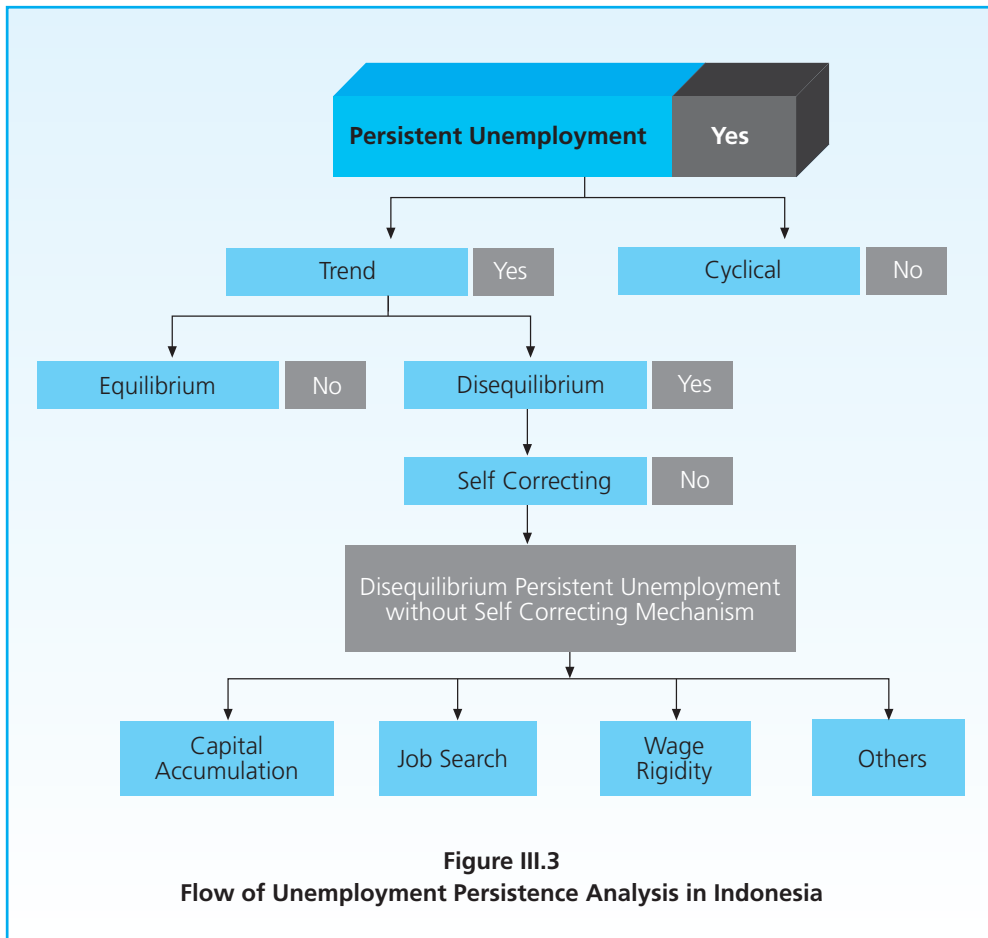 Persistent Unemployment
Yes
Trend
Yes
Cyclical
No
Equilibrium
No
Disequilibrium
Yes
Self Correcting
No
Disequilibrium Persistent Unemployment
without Self Correcting Mechanism
Capital
Accumulation
Job Search
Wage
Rigidity
Others
Figure III.3
Flow of Unemployment Persistence Analysis in Indonesia